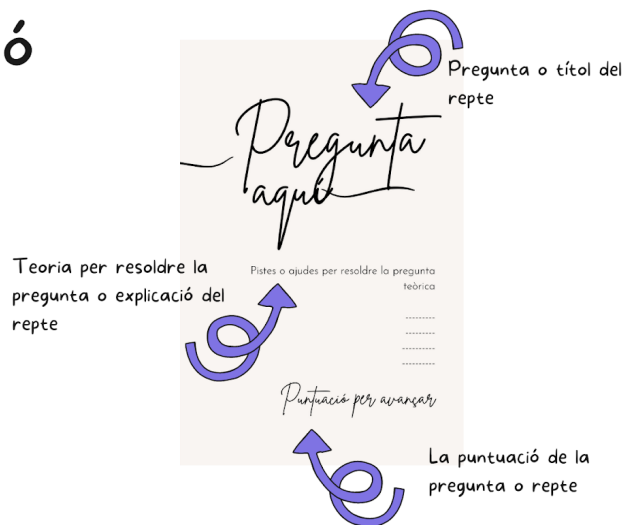 ó
Pregunta o títol del
repte
Pregunta
aquí
Teoria per resoldre la
pregunta o explicació del
repte
Pistes o ajudes per resoldre la pregunta
teòrica
----------
----------
----------
----------
Puntuació per avançar
La puntuació de la
pregunta o repte